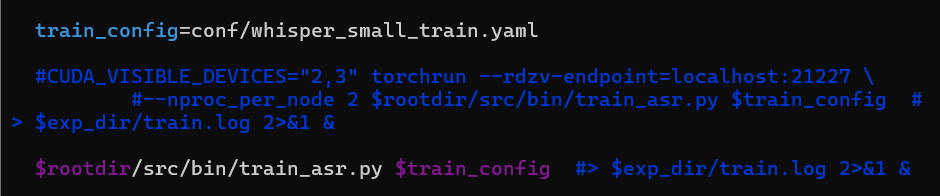 train_config=conf/whisper_small_train.yaml
#CUDA_VISIBLE_DEVICES="2,3" torchrun --rdzv-endpoint=localhost:21227 \
#--nproc_per_node 2 $rootdir/src/bin/train_asr.py $train_config  #
> $exp_dir/train.log 2>&1 &
$rootdir/src/bin/train_asr.py $train_config  #> $exp_dir/train.log 2>&1 &